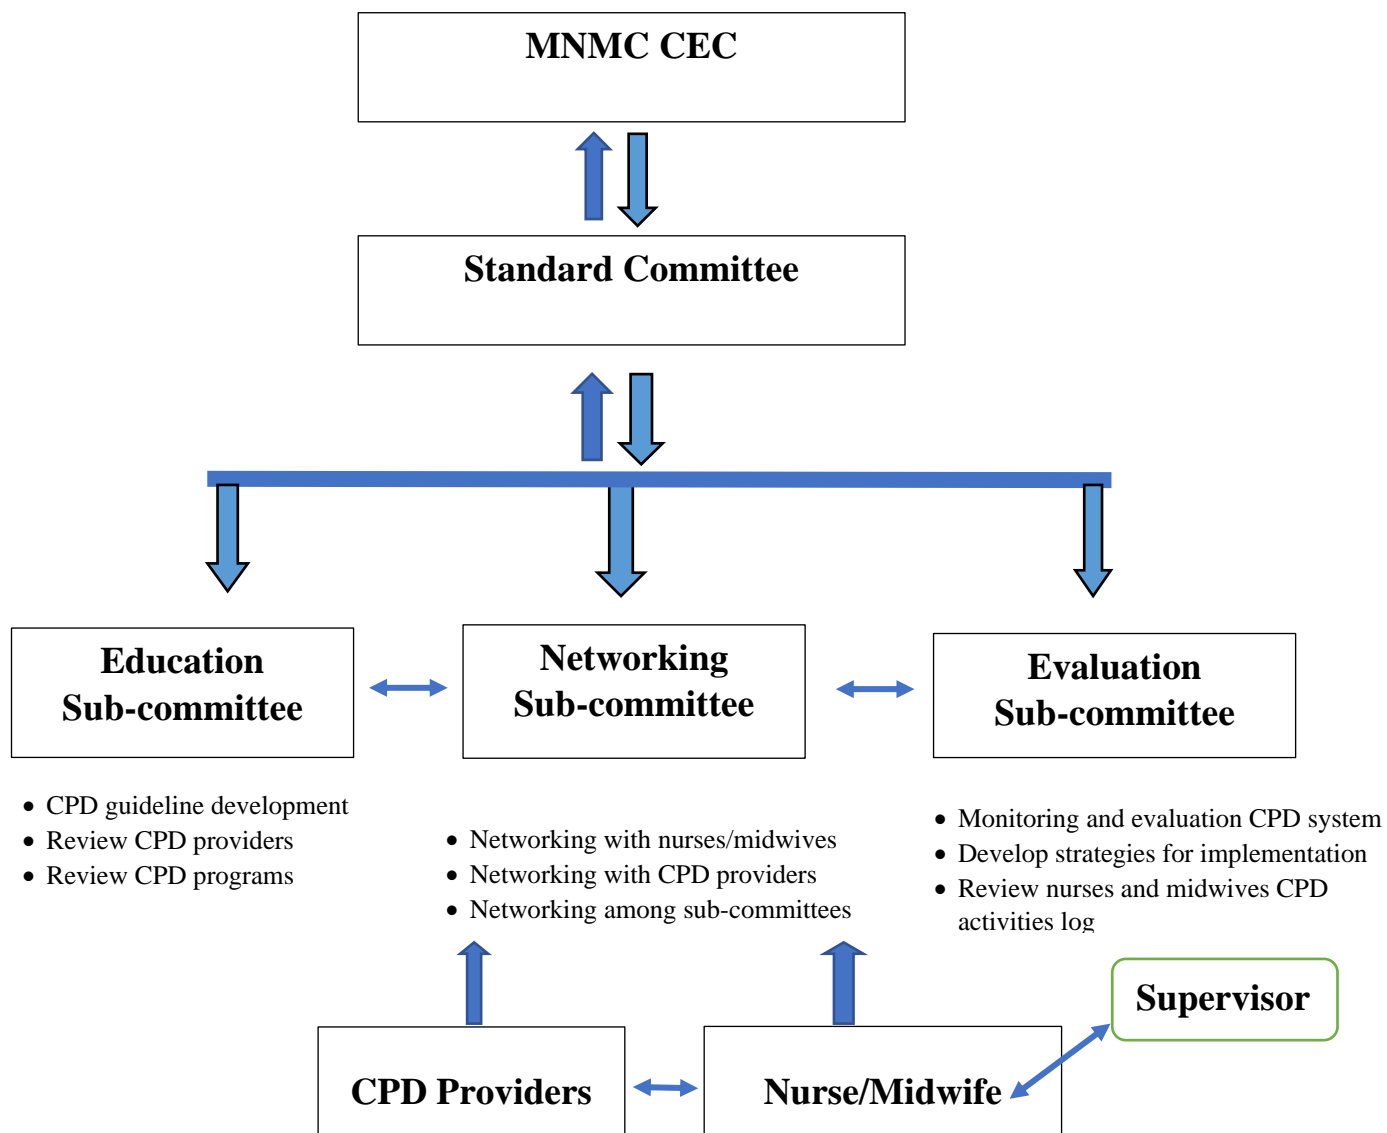 MNMC CEC
Standard Committee
Education
Sub-committee
Networking
Sub-committee
Evaluation
Sub-committee
• CPD guideline development
• Review CPD providers
• Review CPD programs
• Networking with nurses/midwives
• Networking with CPD providers
• Networking among sub-committees
• Monitoring and evaluation CPD system
• Develop strategies for implementation
• Review nurses and midwives CPD
activities log
Supervisor
CPD Providers
Nurse/Midwife